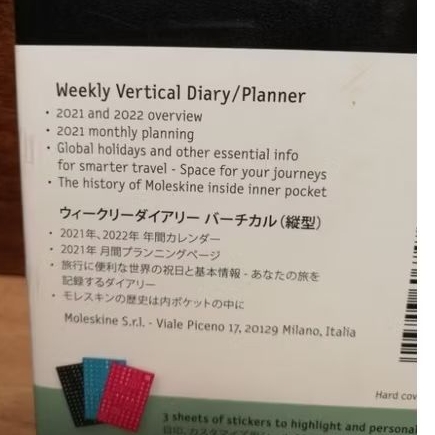 Weekly Vertical Diary/Planner
• 2021 and 2022 overview
• 2021 monthly planning
• Global holidays and other essential info
for smarter travel - Space for your journeys
• The history of Moleskine inside inner pocket
ウィークリーダイアリー バーチカル（縦型）
• 2021年、2022年 年間カレンダー
• 2021年 月間プランニングページ
• 旅行に便利な世界の祝日と基本情報 - あなたの旅を
記録するダイアリー
• モレスキンの歴史は内ポケットの中に
Moleskine S.r.l. - Viale Piceno 17, 20129 Milano, Italia
Hard cov
3 sheets of stickers to highlight and personal